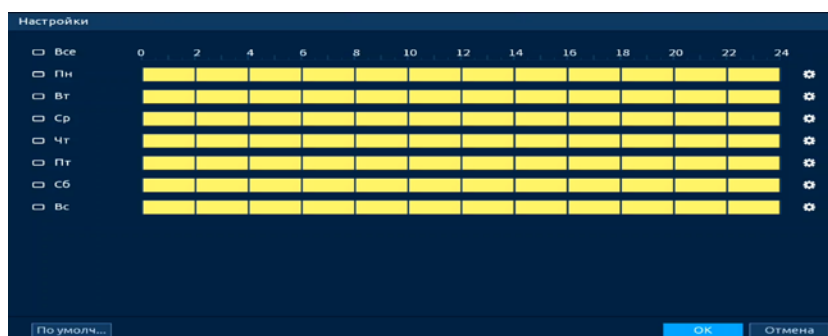 Настройки
Все 0 2 4 6 8 10 12 14 16 18 20 22 24
Пн
Вт
Ср
Чт
Пт
Сб
Вс
По умолч... OK Отмена